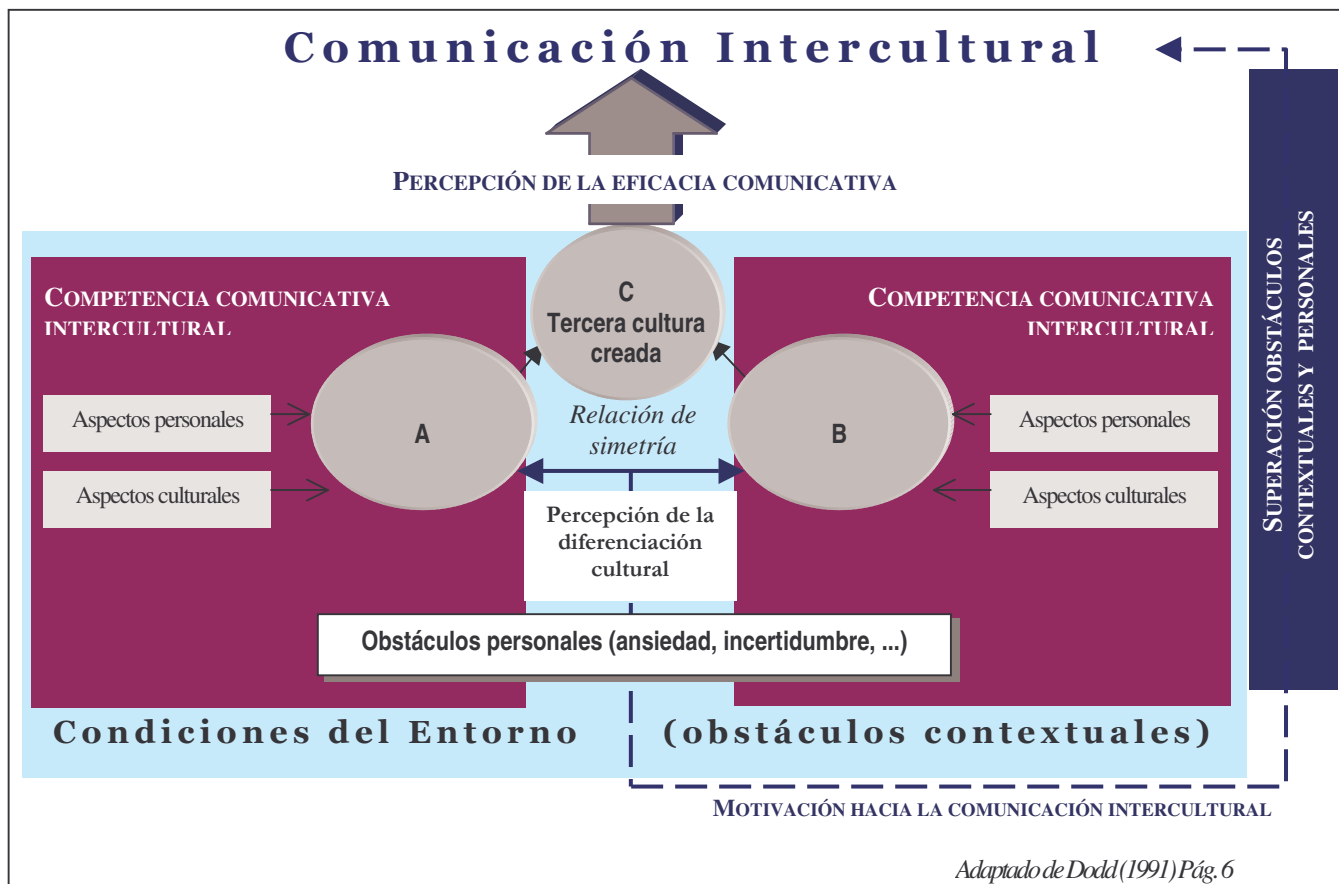 Comunicación Intercultural
PERCEPCIÓN DE LA EFICACIA COMUNICATIVA
COMPETENCIA COMUNICATIVA
INTERCULTURAL
C
Tercera cultura
creada
COMPETENCIA COMUNICATIVA
INTERCULTURAL
Aspectos personales
Aspectos culturales
A
Relación de
simetría
B
Aspectos personales
Aspectos culturales
Percepción de la
diferenciación
cultural
Obstáculos personales (ansiedad, incertidumbre, ...)
Condiciones del Entorno (obstáculos contextuales)
SUPERACIÓN OBSTÁCULOS
CONTEXTUALES Y PERSONALES
MOTIVACIÓN HACIA LA COMUNICACIÓN INTERCULTURAL
Adaptado de Dodd (1991) Pág. 6